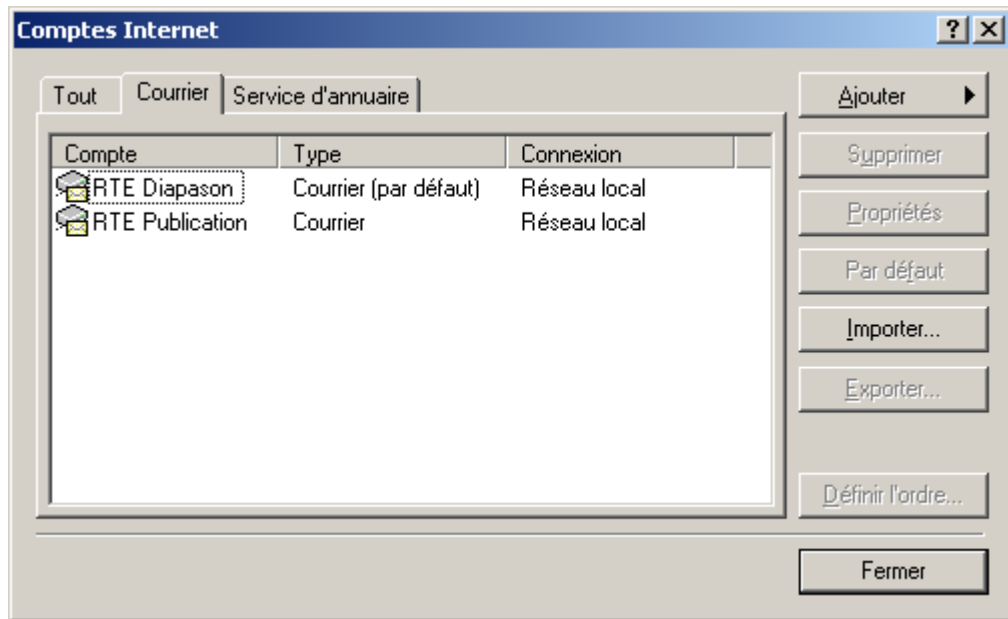 Comptes Internet
Tout
Courrier
Service d'annuaire
Compte Type Connexion
RTE Diapason Courrier (par défaut) Réseau local
RTE Publication Courrier Réseau local
Ajouter
Supprimer
Propriétés
Par défaut
Importer...
Exporter...
Définir l'ordre...
Fermer